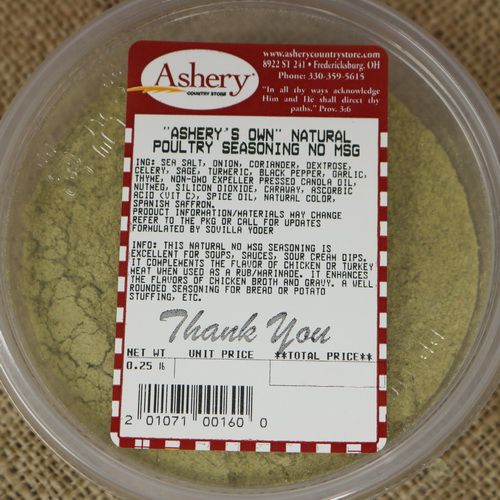 Ashery
COUNTRY STORE
www.asherycountrystore.com
8922 ST 241 • Fredericksburg, OH
Phone: 330-359-5615
"In all thy ways acknowledge
Him and He shall direct thy
paths." Prov. 3:6
"ASHERY'S OWN" NATURAL
POULTRY SEASONING NO MSG
ING: SEA SALT, ONION, CORIANDER, DEXTROSE,
CELERY, SAGE, TURMERIC, BLACK PEPPER, GARLIC,
THYME, NON-GMO EXPELLER PRESSED CANOLA OIL,
NUTMEG, SILICON DIOXIDE, CARAWAY, ASCORBIC
ACID (VIT C), SPICE OIL, NATURAL COLOR,
SPANISH SAFFRON.
PRODUCT INFORMATION/MATERIALS MAY CHANGE
REFER TO THE PKG OR CALL FOR UPDATES
FORMULATED BY SOVILLA YODER
INFO: THIS NATURAL NO MSG SEASONING IS
EXCELLENT FOR SOUPS, SAUCES, SOUR CREAM DIPS.
IT COMPLEMENTS THE FLAVOR OF CHICKEN OR TURKEY
MEAT WHEN USED AS A RUB/MARINADE. IT ENHANCES
THE FLAVORS OF CHICKEN BROTH AND GRAVY. A WELL
ROUNDED SEASONING FOR BREAD OR POTATO
STUFFING, ETC.
Thank You
NET WT UNIT PRICE **TOTAL PRICE**
0.25 lb
2 01071 00160 0